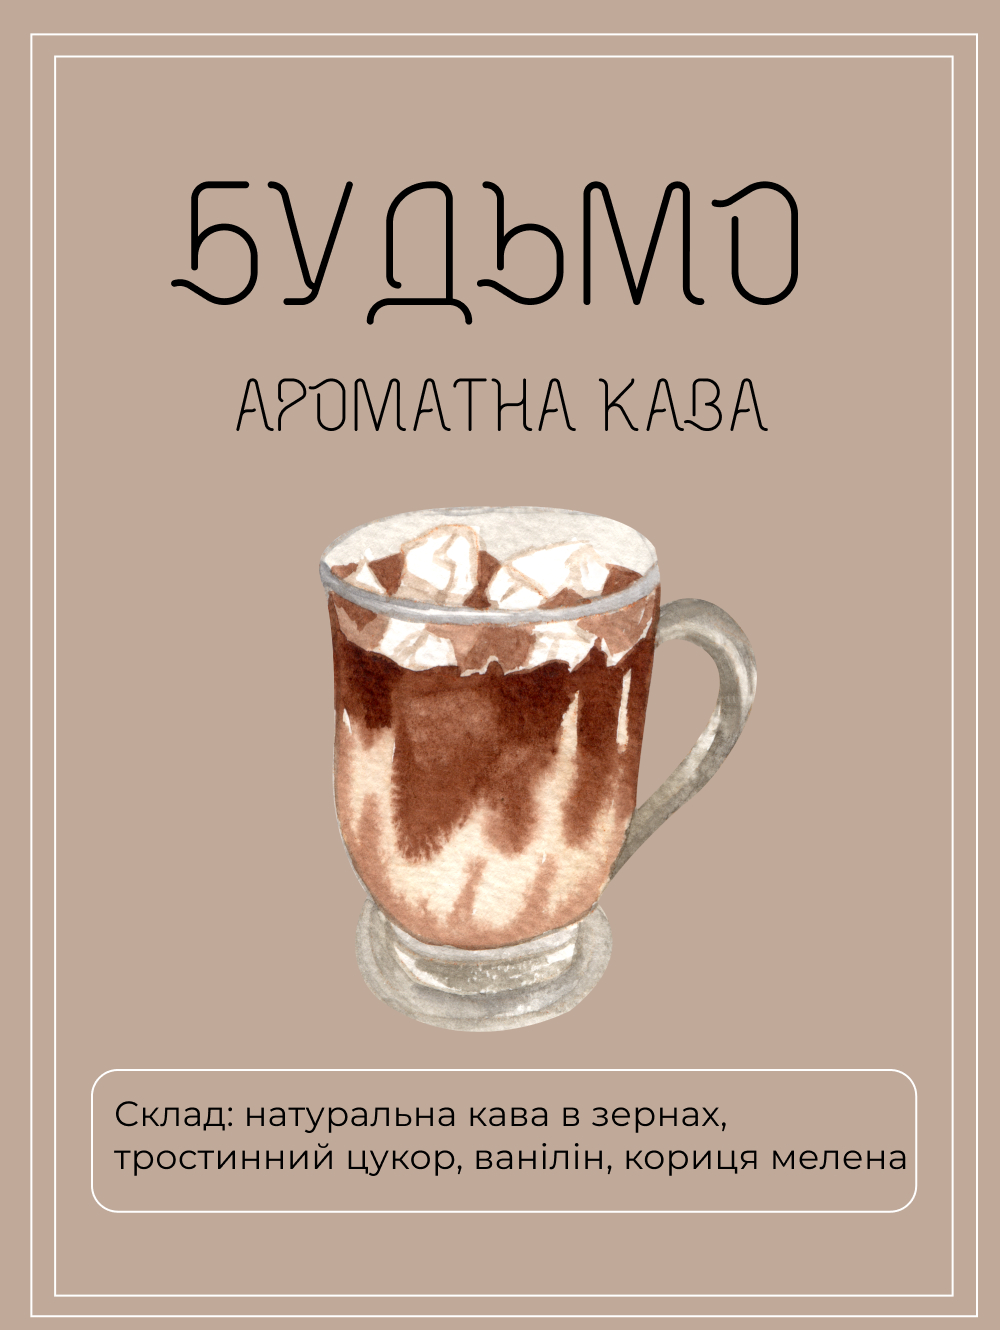 БУДЬМО
АРОМАТНА КАВА
Склад: натуральна кава в зернах,
тростинний цукор, ванілін, кориця мелена